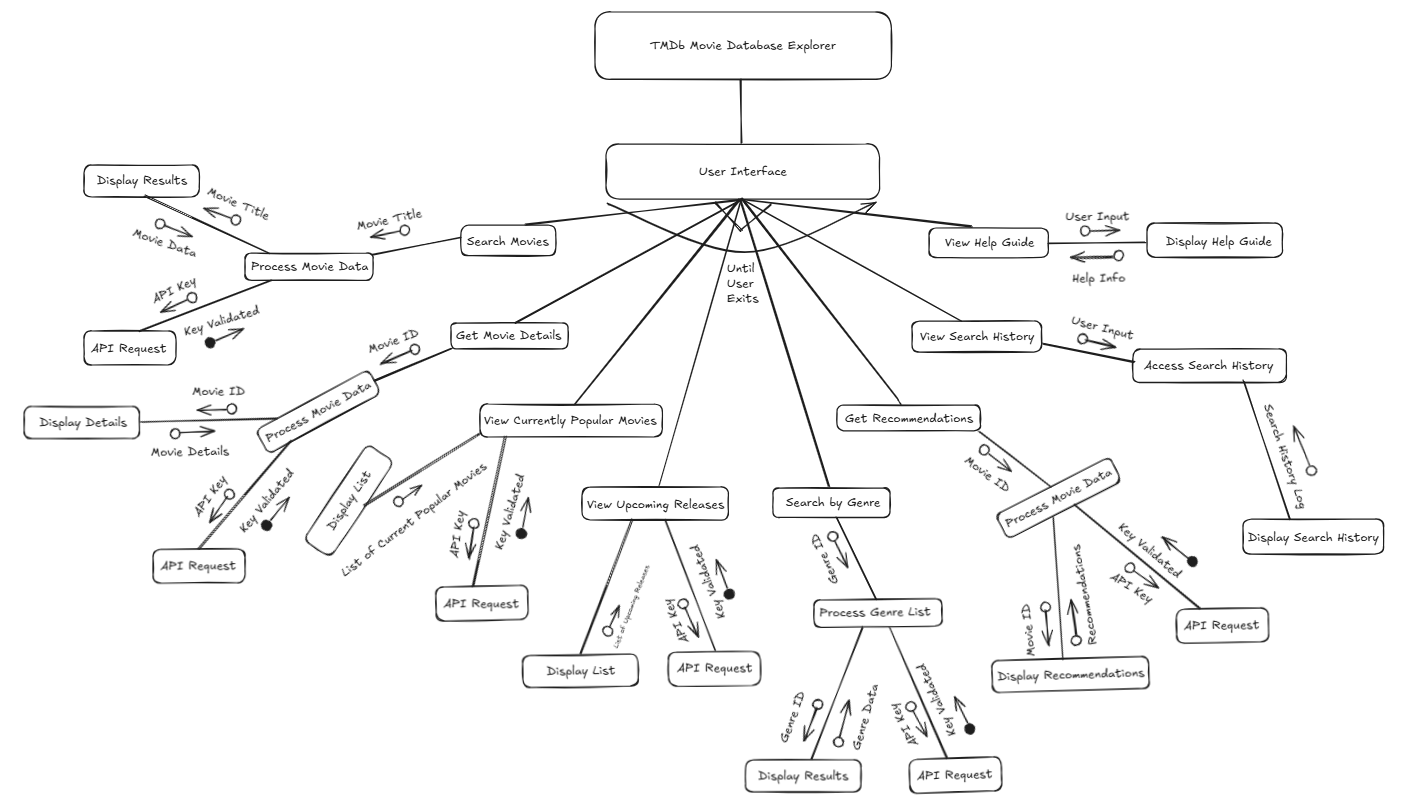 TMDb Movie Database Explorer
User Interface
Until
User
Exits
Search Movies
Movie Title
Process Movie Data
Movie Title
Movie Data
Display Results
API Key
Key Validated
API Request
Get Movie Details
Movie ID
Process Movie Data
Movie ID
Movie Details
Display Details
API Key
Key Validated
API Request
View Currently Popular Movies
Display List
List of Current Popular Movies
API Key
Key Validated
API Request
View Upcoming Releases
List of Upcoming Releases
Display List
API Key
Key Validated
API Request
Search by Genre
Genre ID
Process Genre List
Genre ID
Genre Data
Display Results
API Key
Key Validated
API Request
Get Recommendations
Movie ID
Process Movie Data
Movie ID
Recommendations
Display Recommendations
Key Validated
API Key
API Request
View Search History
User Input
Access Search History
Search History Log
Display Search History
View Help Guide
User Input
Help Info
Display Help Guide